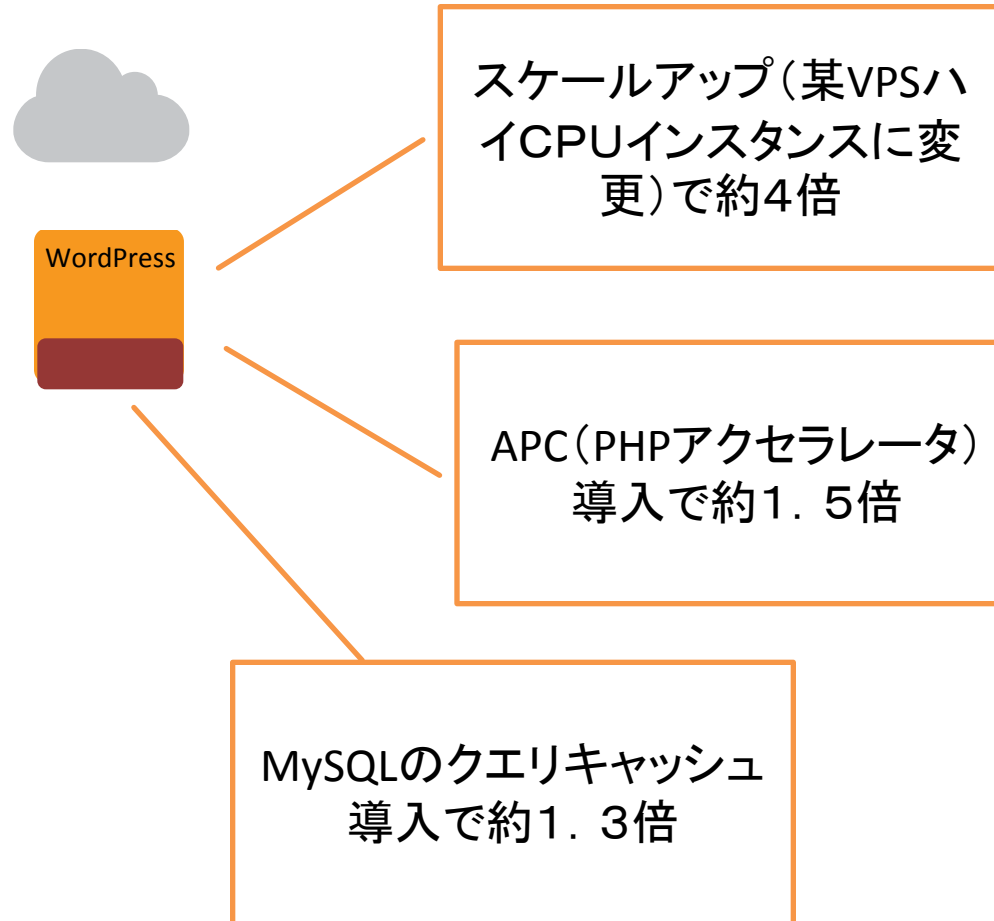 スケールアップ（某VPSハ
イCPUインスタンスに変
更）で約４倍
WordPress
APC（PHPアクセラレータ）
導入で約１．５倍
MySQLのクエリキャッシュ
導入で約１．３倍